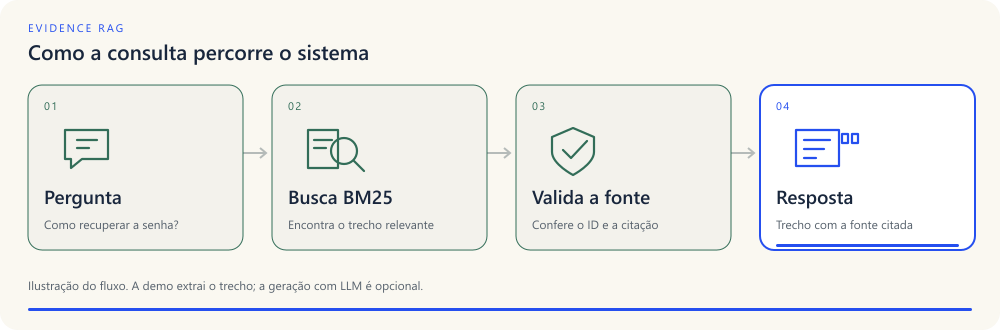 EVIDENCE RAG
Como a consulta percorre o sistema
01
Pergunta
Como recuperar a senha?
02
Busca BM25
Encontra o trecho relevante
03
Valida a fonte
Confere o ID e a citação
04
Resposta
Trecho com a fonte citada
Ilustração do fluxo. A demo extrai o trecho; a geração com LLM é opcional.